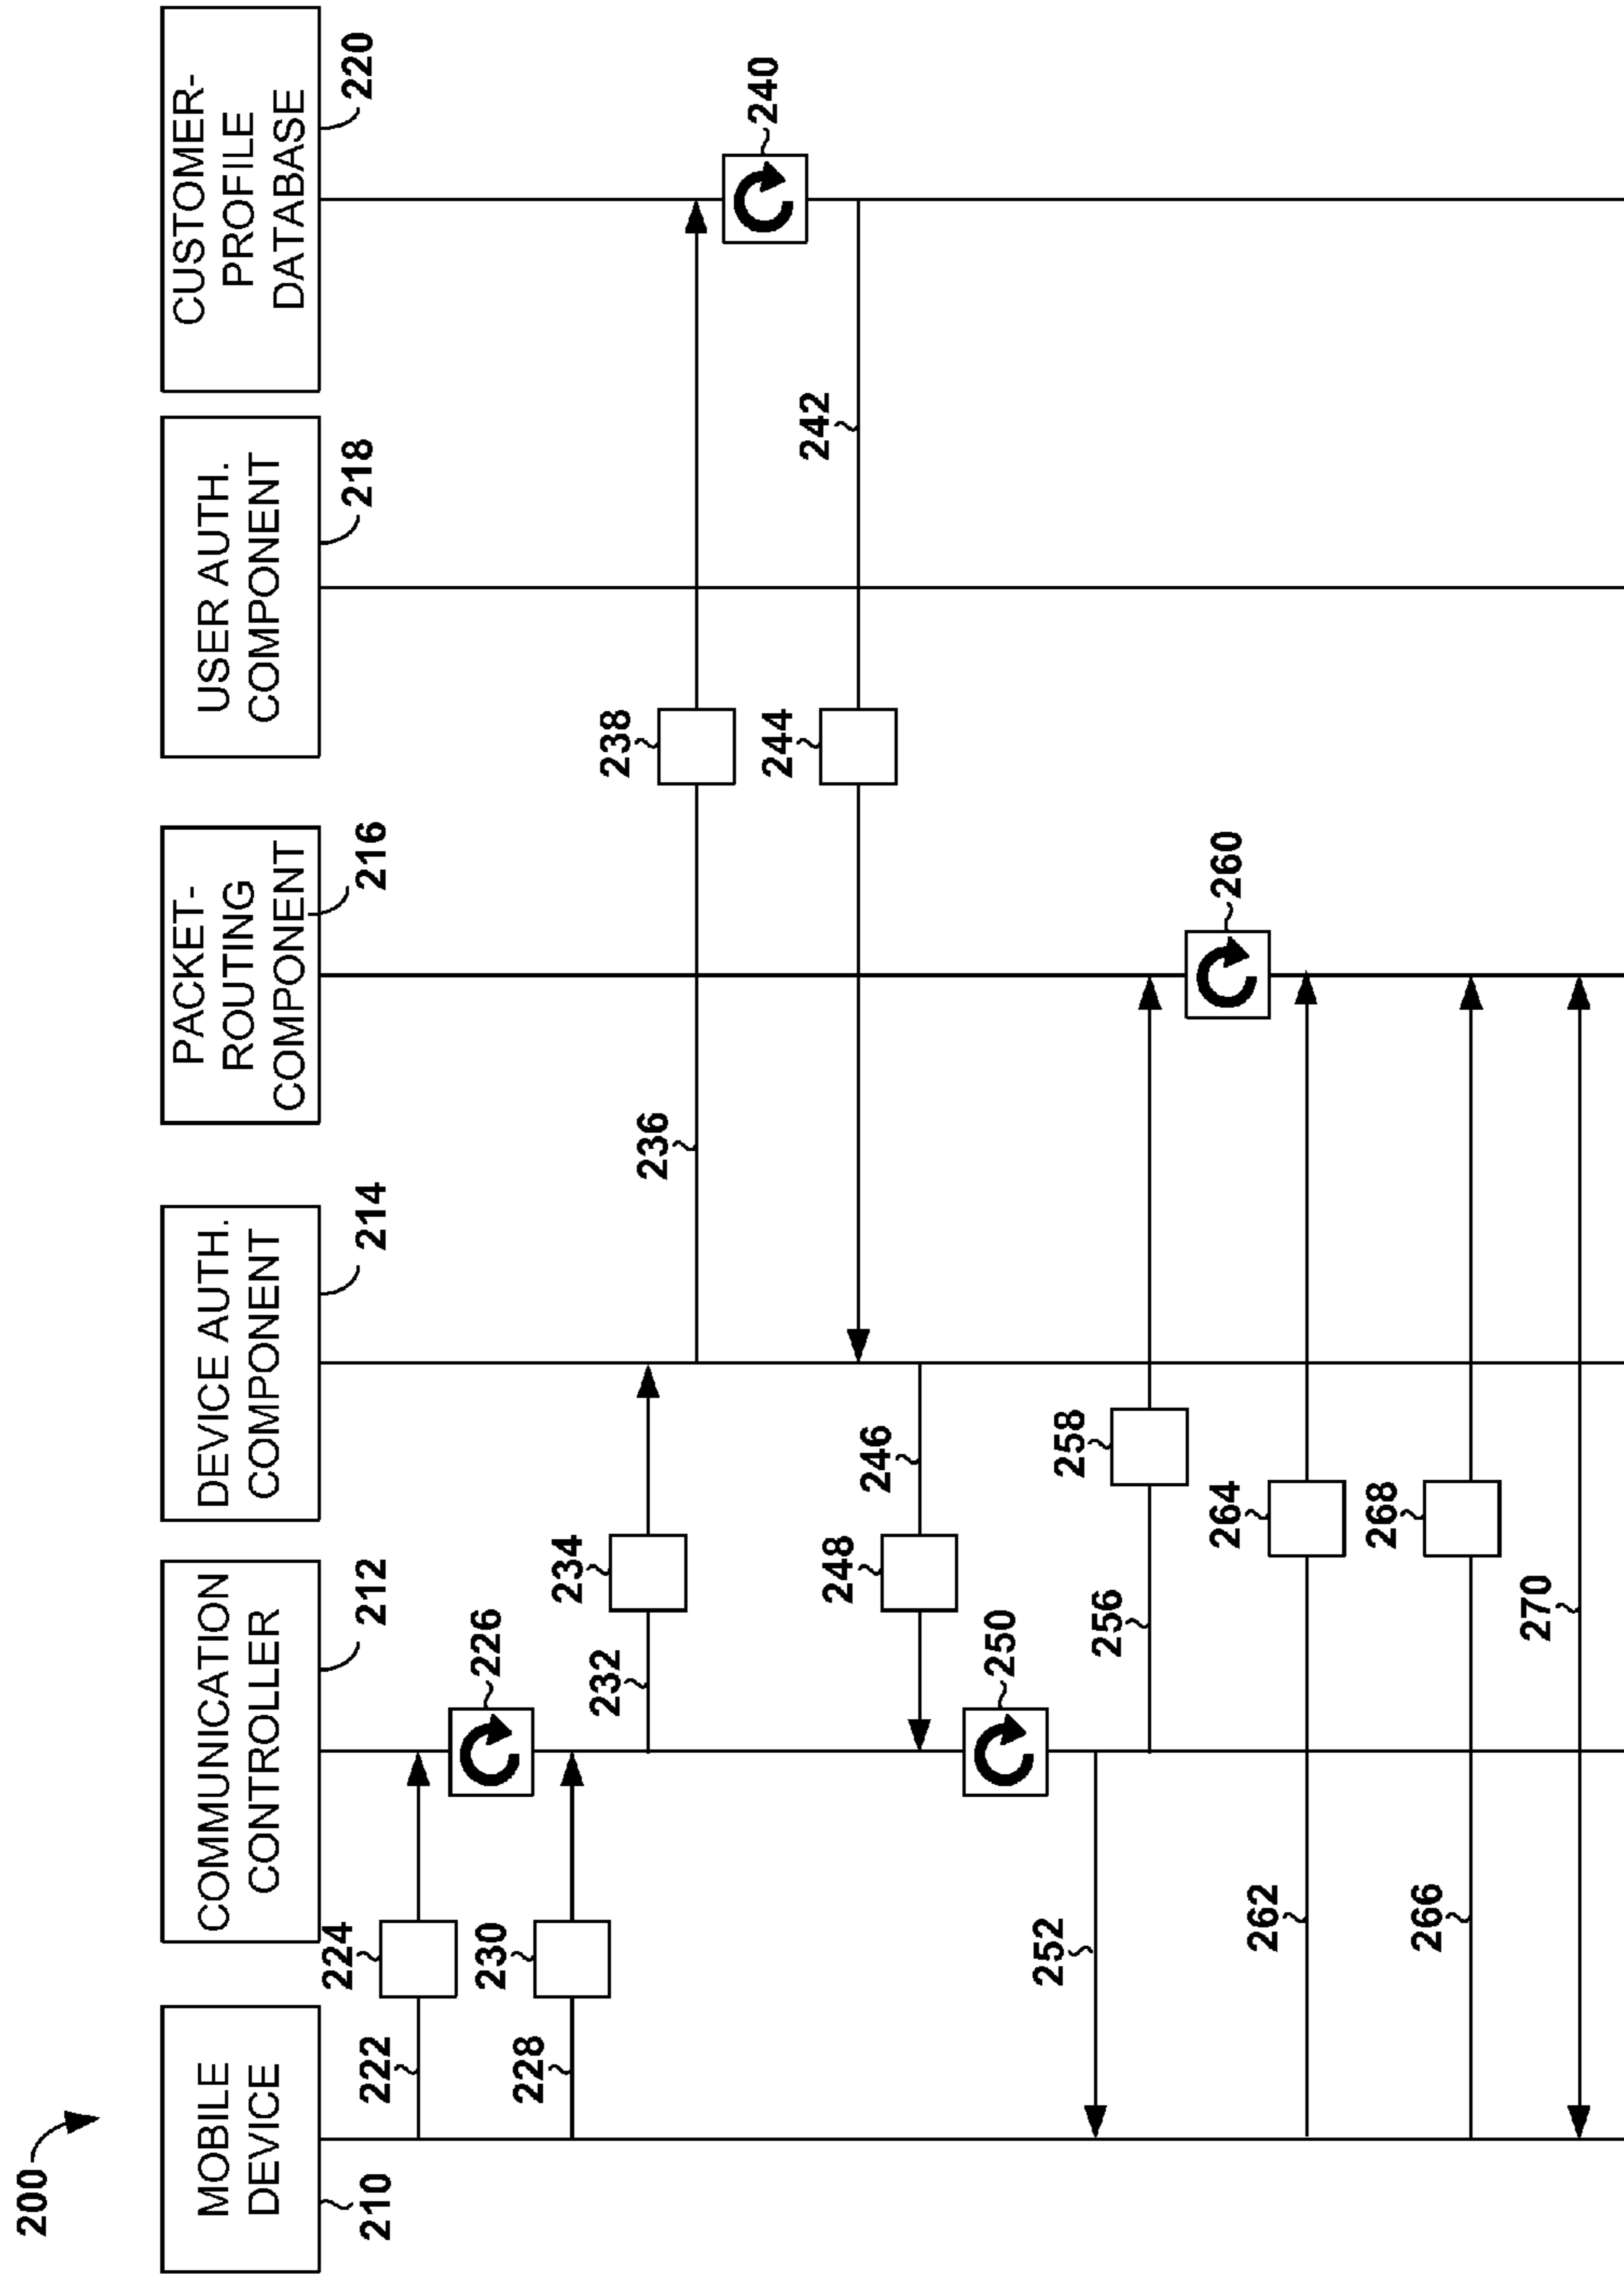 200
MOBILE
DEVICE
210
COMMUNICATION
CONTROLLER
212
DEVICE AUTH.
COMPONENT
214
PACKET-
ROUTING
COMPONENT
216
USER AUTH.
COMPONENT
218
CUSTOMER-
PROFILE
DATABASE
220
222
224
226
228
230
232
234
236
238
240
242
244
246
248
250
252
256
258
260
262
264
266
268
270